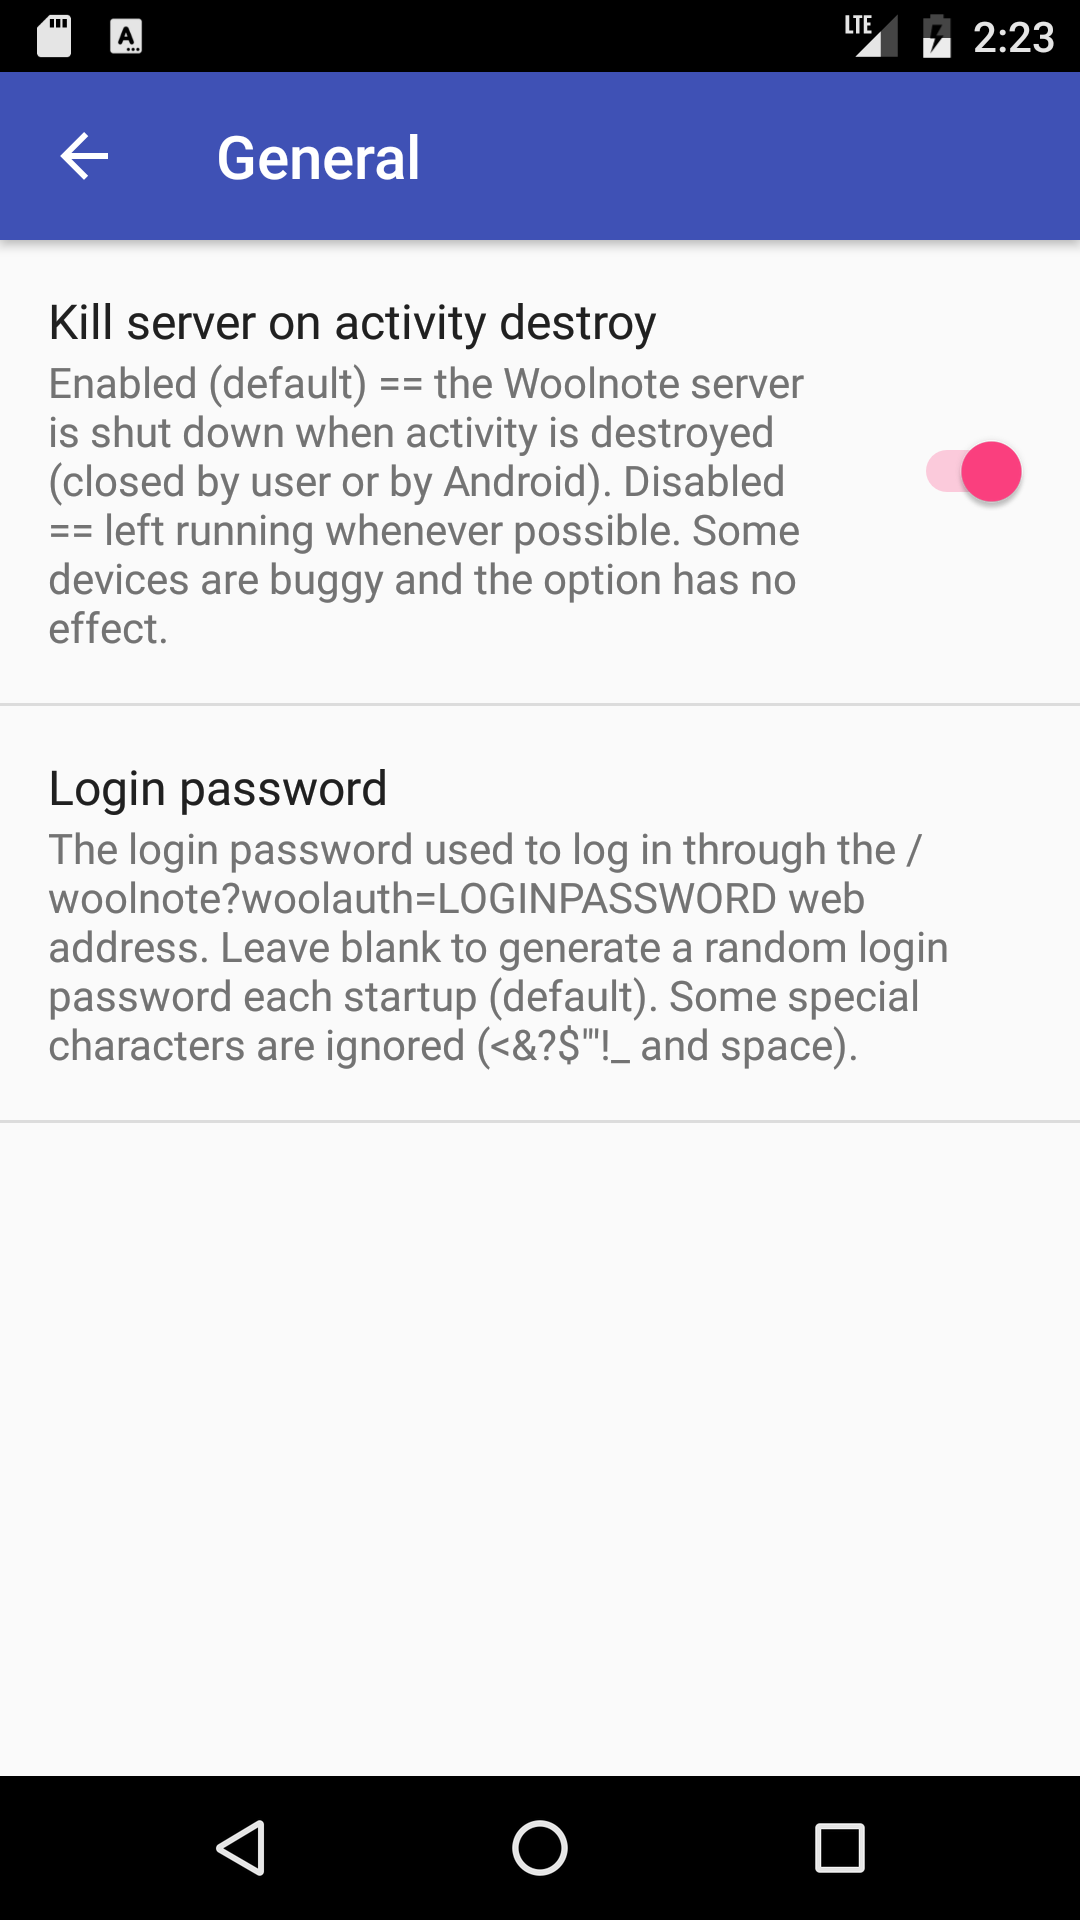 LTE 2:23
General
Kill server on activity destroy
Enabled (default) == the Woolnote server
is shut down when activity is destroyed
(closed by user or by Android). Disabled
== left running whenever possible. Some
devices are buggy and the option has no
effect.
Login password
The login password used to log in through the /
woolnote?woolauth=LOGINPASSWORD web
address. Leave blank to generate a random login
password each startup (default). Some special
characters are ignored (<&?$"'!_ and space).